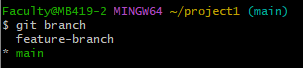 Faculty@MB419-2 MINGW64 ~/project1 (main)
$ git branch
  feature-branch
* main